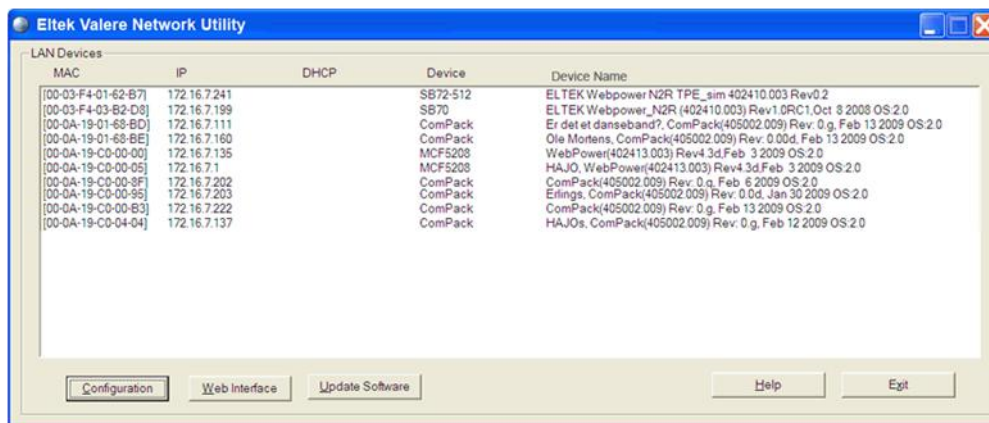 Eltek Valere Network Utility
LAN Devices
MAC IP DHCP Device Device Name
[00-03-F4-01-62-B7] 172.16.7.241 SB72-512 ELTEK Webpower N2R TPE_sim 402410.003 Rev0.2
[00-03-F4-03-B2-D8] 172.16.7.199 SB70 ELTEK Webpower_N2R (402410.003) Rev1.0RC1,Oct 8 2008 OS:2.0
[00-0A-19-01-68-BD] 172.16.7.111 ComPack Er det et danseband?, ComPack(405002.009) Rev: 0.g, Feb 13 2009 OS:2.0
[00-0A-19-01-68-BE] 172.16.7.160 ComPack Ole Mortens, ComPack(405002.009) Rev: 0.00d, Feb 13 2009 OS:2.0
[00-0A-19-C0-00-00] 172.16.7.135 MCF5208 WebPower(402413.003) Rev4.3d,Feb 3 2009 OS:2.0
[00-0A-19-C0-00-05] 172.16.7.1 MCF5208 HAJO, WebPower(402413.003) Rev4.3d,Feb 3 2009 OS:2.0
[00-0A-19-C0-00-8F] 172.16.7.202 ComPack ComPack(405002.009) Rev: 0.g, Feb 6 2009 OS:2.0
[00-0A-19-C0-00-95] 172.16.7.203 ComPack Erlings, ComPack(405002.009) Rev: 0.0d, Jan 30 2009 OS:2.0
[00-0A-19-C0-00-B3] 172.16.7.222 ComPack ComPack(405002.009) Rev: 0.g, Feb 13 2009 OS:2.0
[00-0A-19-C0-04-04] 172.16.7.137 ComPack HAJOs, ComPack(405002.009) Rev: 0.g, Feb 12 2009 OS:2.0
Configuration Web Interface Update Software Help Exit